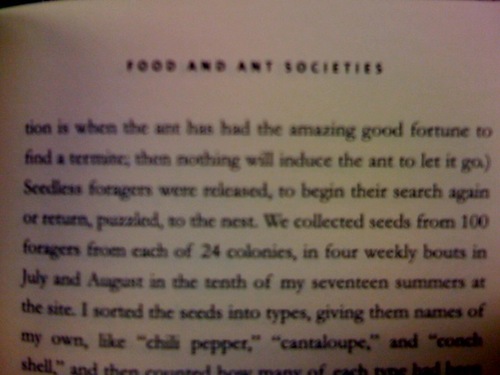 FOOD AND ANT SOCIETIES
tion is when the ant has had the amazing good fortune to
find a termite; then nothing will induce the ant to let it go.)
Seedless foragers were released, to begin their search again
or return, puzzled, to the nest. We collected seeds from 100
foragers from each of 24 colonies, in four weekly bouts in
July and August in the tenth of my seventeen summers at
the site. I sorted the seeds into types, giving them names of
my own, like "chili pepper," "cantaloupe," and "conch
shell," and then counted how many of each type had been